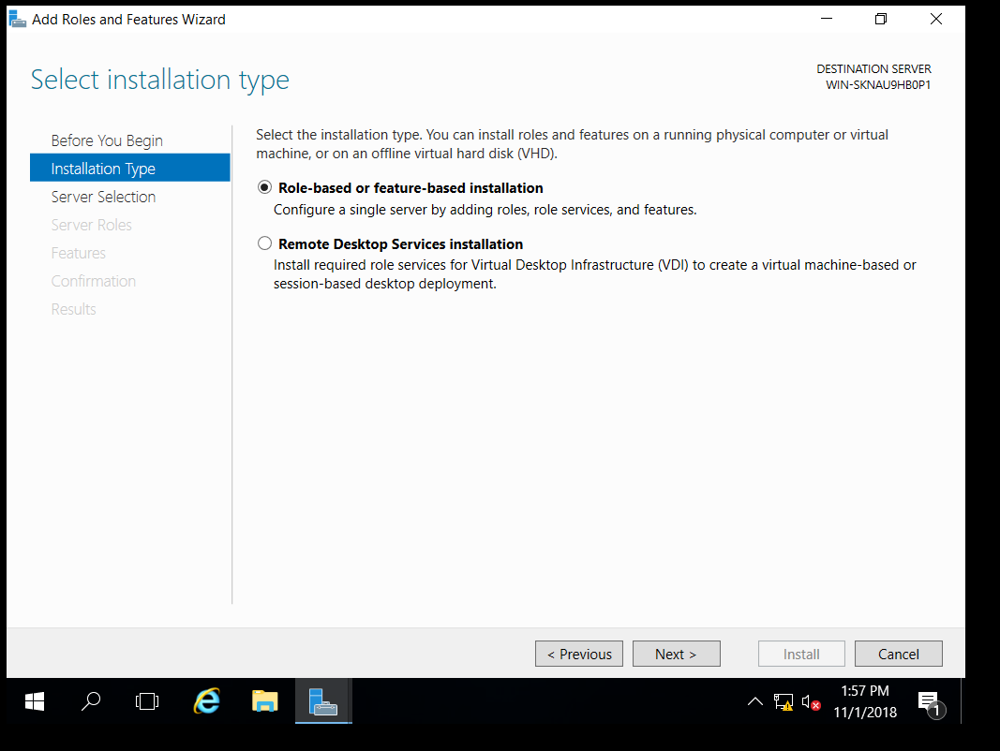 Add Roles and Features Wizard
Select installation type
DESTINATION SERVER
WIN-SKNAU9HB0P1
Before You Begin
Installation Type
Server Selection
Server Roles
Features
Confirmation
Results
Select the installation type. You can install roles and features on a running physical computer or virtual
machine, or on an offline virtual hard disk (VHD).
Role-based or feature-based installation
Configure a single server by adding roles, role services, and features.
Remote Desktop Services installation
Install required role services for Virtual Desktop Infrastructure (VDI) to create a virtual machine-based or
session-based desktop deployment.
< Previous
Next >
Install
Cancel
1:57 PM
11/1/2018
1